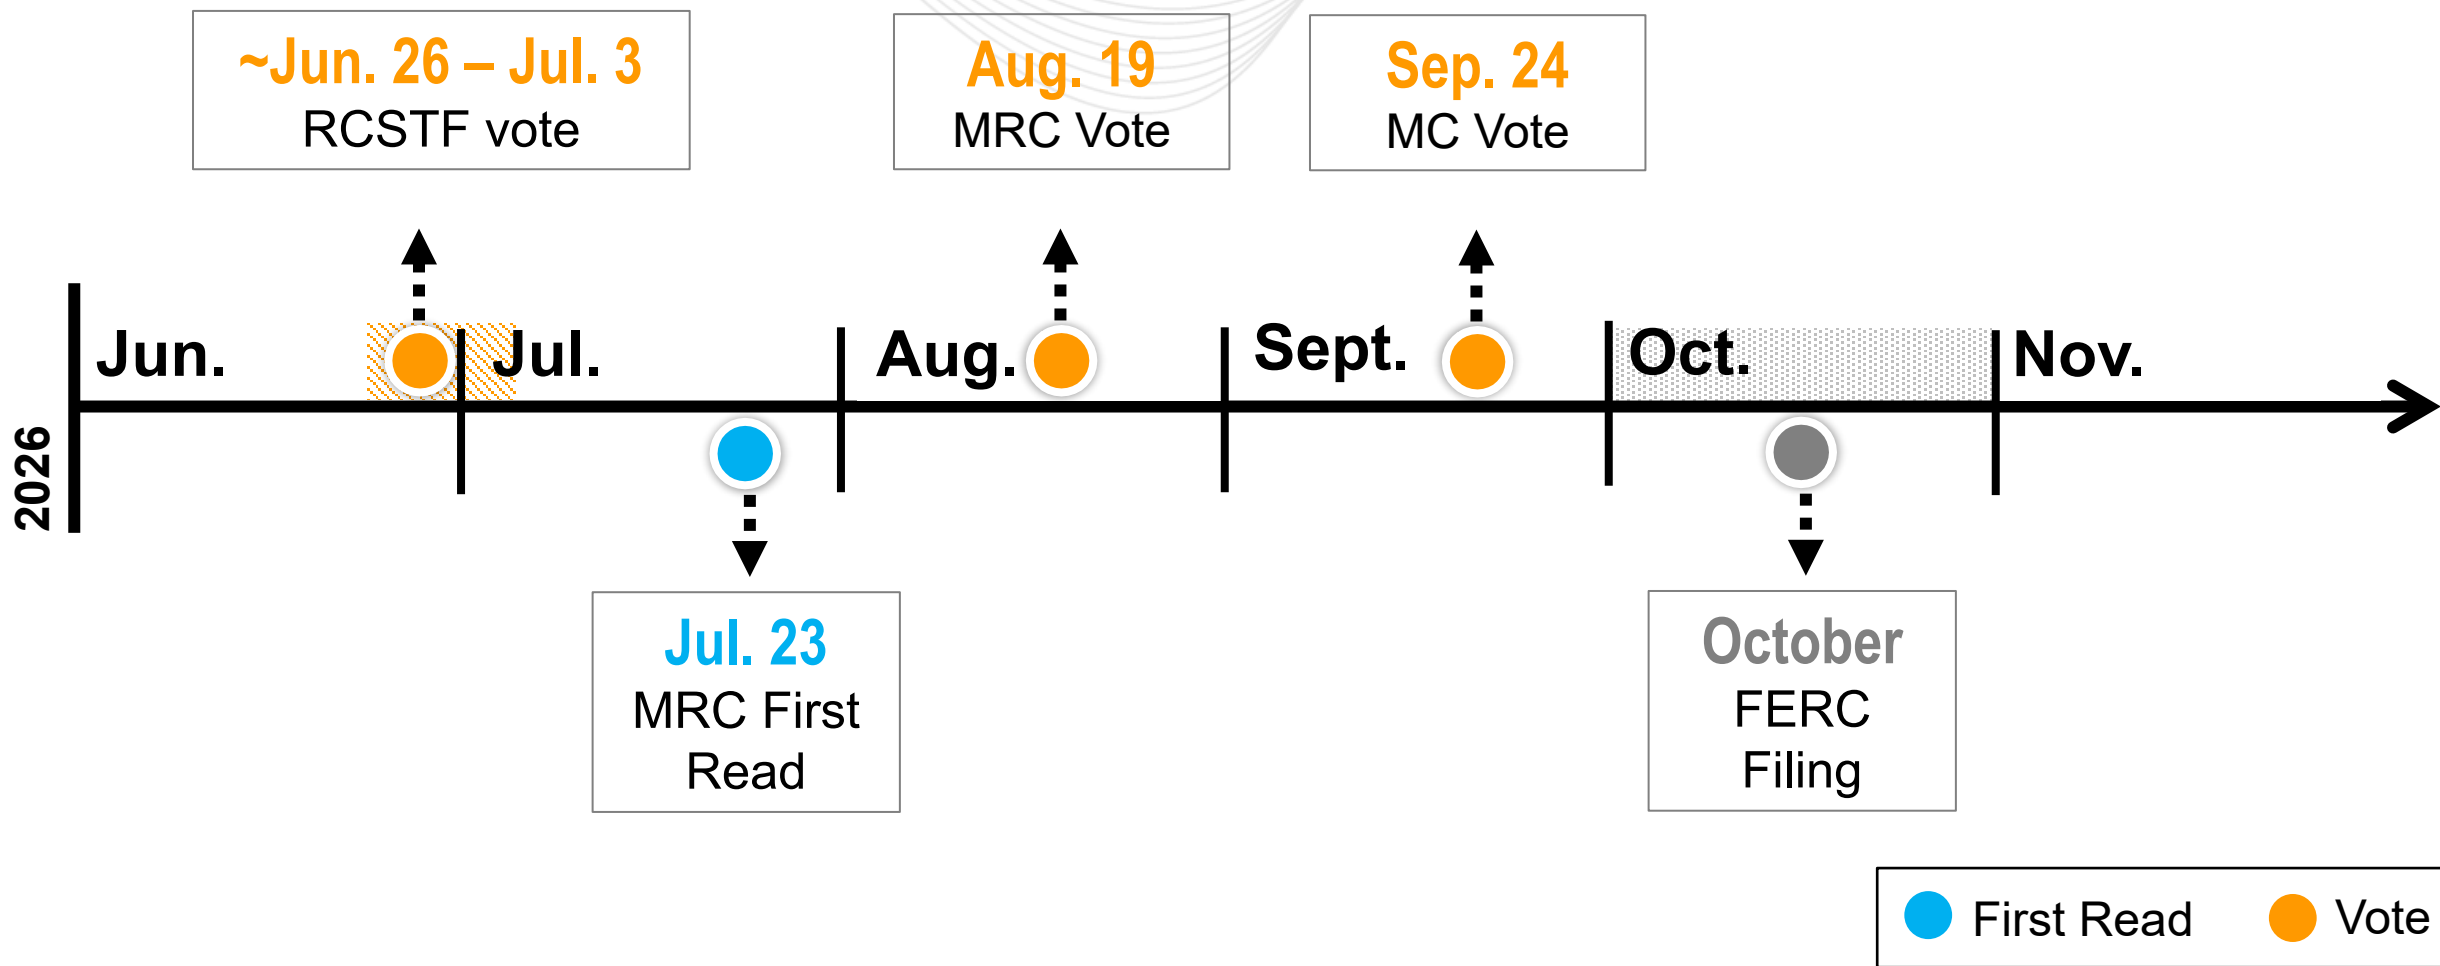 ~Jun. 26 – Jul. 3
RCSTF vote
Aug. 19
MRC Vote
Sep. 24
MC Vote
2026
Jun.
Jul.
Aug.
Sept.
Oct.
Nov.
Jul. 23
MRC First
Read
October
FERC
Filing
First Read
Vote